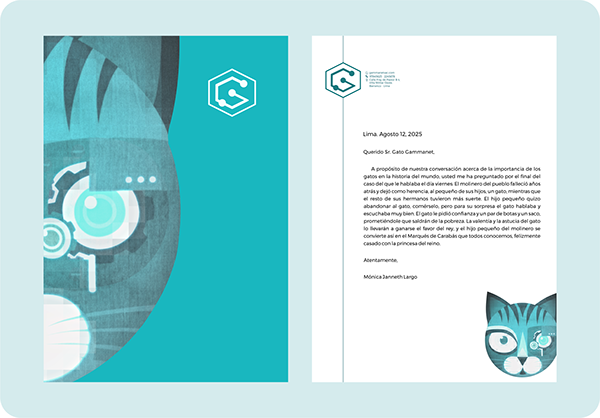 Lima. Agosto 12, 2025
Querido Sr. Gato Gammanet,
A propósito de nuestra conversación acerca de la importancia de los
gatos en la historia del mundo, usted me ha preguntado por el final del
caso del que le hablaba el día viernes. El molinero del pueblo falleció años
atrás y dejó como herencia, al pequeño de sus hijos, un gato, mientras que
el resto de sus hermanos tuvieron más suerte. El hijo pequeño quizo
abandonar al gato, comérselo, pero para su sorpresa el gato hablaba y
escuchaba muy bien. El gato le pidió confianza y un par de botas y un saco,
prometiéndole que saldrán de la pobreza. La valentía y la astucia del gato
lo llevarán a ganarse el favor del rey, y el hijo pequeño del molinero se
convierte así en el Marqués de Carabás que todos conocemos, felizmente
casado con la princesa del reino.
Atentamente,
Mónica Janneth Largo